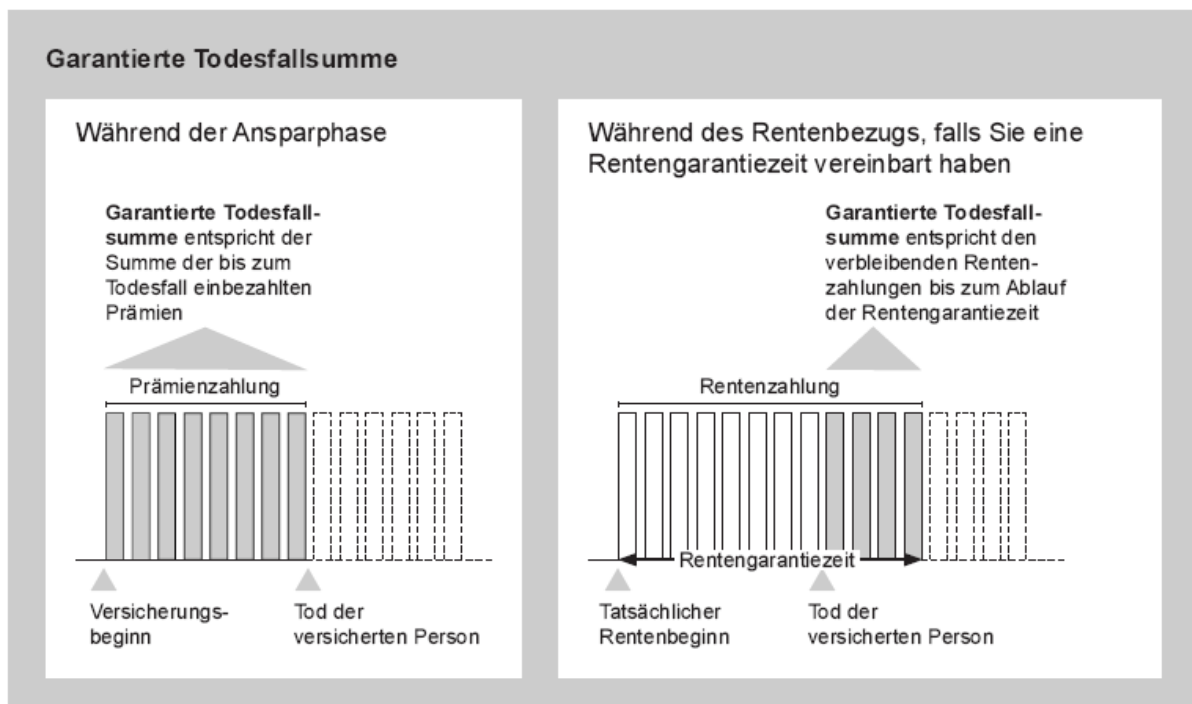 Garantierte Todesfallsumme
Während der Ansparphase
Garantierte Todesfall-
summe entspricht der
Summe der bis zum
Todesfall einbezahlten
Prämien
Prämienzahlung
Versicherungs-
beginn
Tod der
versicherten Person
Während des Rentenbezugs, falls Sie eine
Rentengarantiezeit vereinbart haben
Garantierte Todesfall-
summe entspricht den
verbleibenden Renten-
zahlungen bis zum Ablauf
der Rentengarantiezeit
Rentenzahlung
Rentengarantiezeit
Tatsächlicher
Rentenbeginn
Tod der
versicherten Person